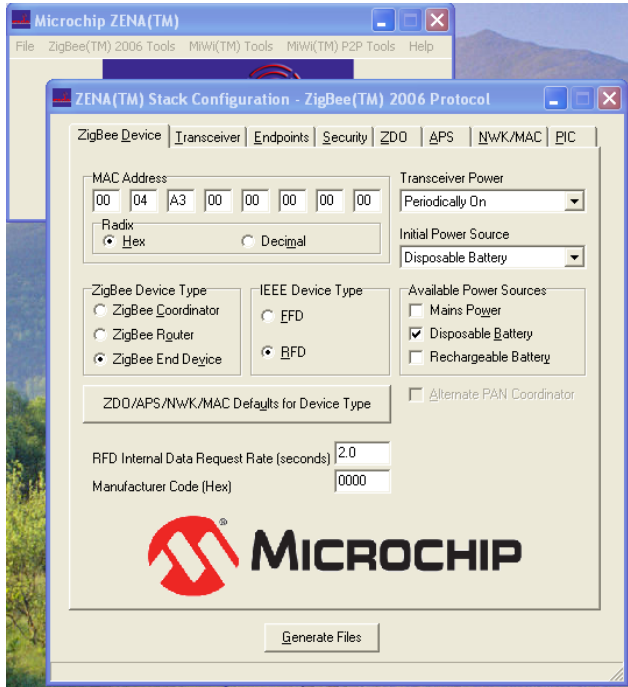 Microchip ZENA(TM)
File ZigBee(TM) 2006 Tools MiWi(TM) Tools MiWi(TM) P2P Tools Help
ZENA(TM) Stack Configuration - ZigBee(TM) 2006 Protocol
ZigBee Device Transceiver Endpoints Security ZDO APS NWK/MAC PIC
MAC Address
00 04 A3 00 00 00 00 00
Radix
Hex Decimal
Transceiver Power
Periodically On
Initial Power Source
Disposable Battery
ZigBee Device Type
ZigBee Coordinator
ZigBee Router
ZigBee End Device
IEEE Device Type
FFD
RFD
Available Power Sources
Mains Power
Disposable Battery
Rechargeable Battery
ZDO/APS/NWK/MAC Defaults for Device Type
Alternate PAN Coordinator
RFD Internal Data Request Rate (seconds) 2.0
Manufacturer Code (Hex) 0000
MICROCHIP
®
Generate Files